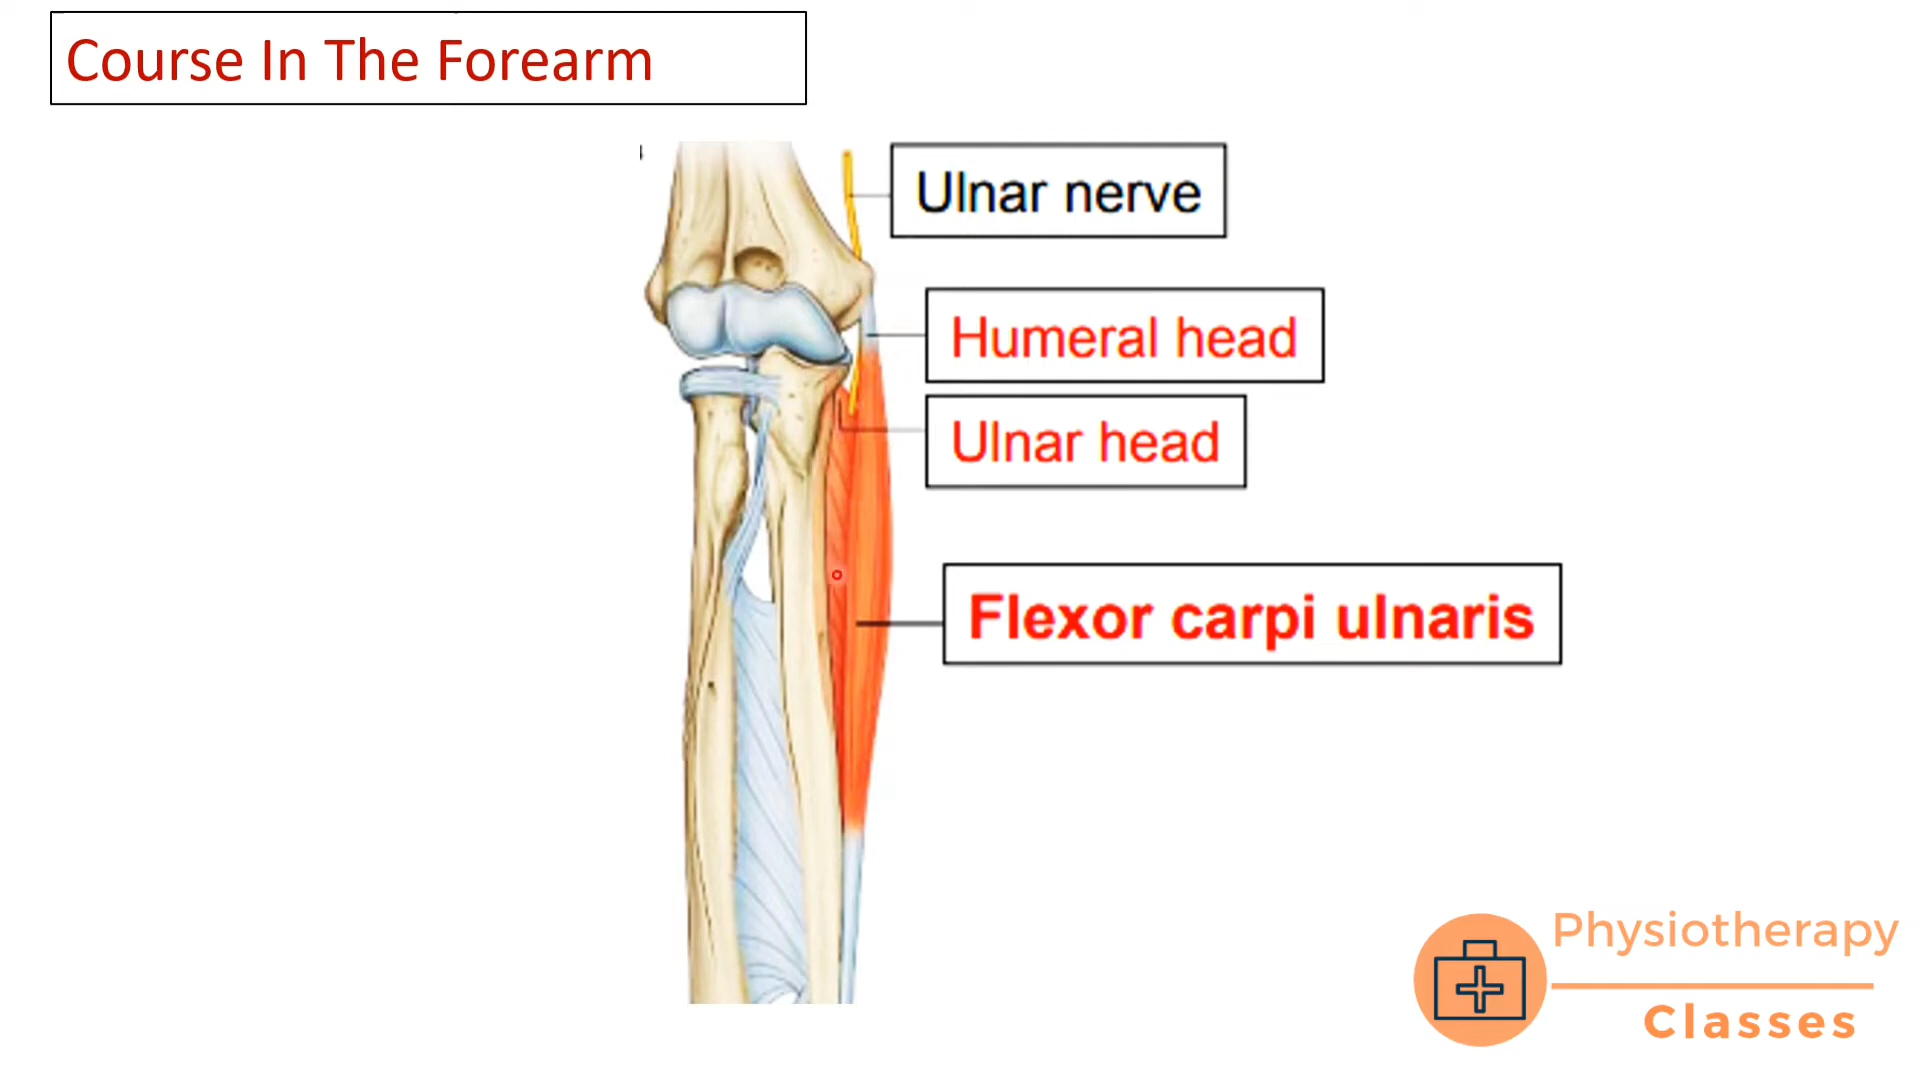 Course In The Forearm
Ulnar nerve
Humeral head
Ulnar head
Flexor carpi ulnaris
Physiotherapy
Classes